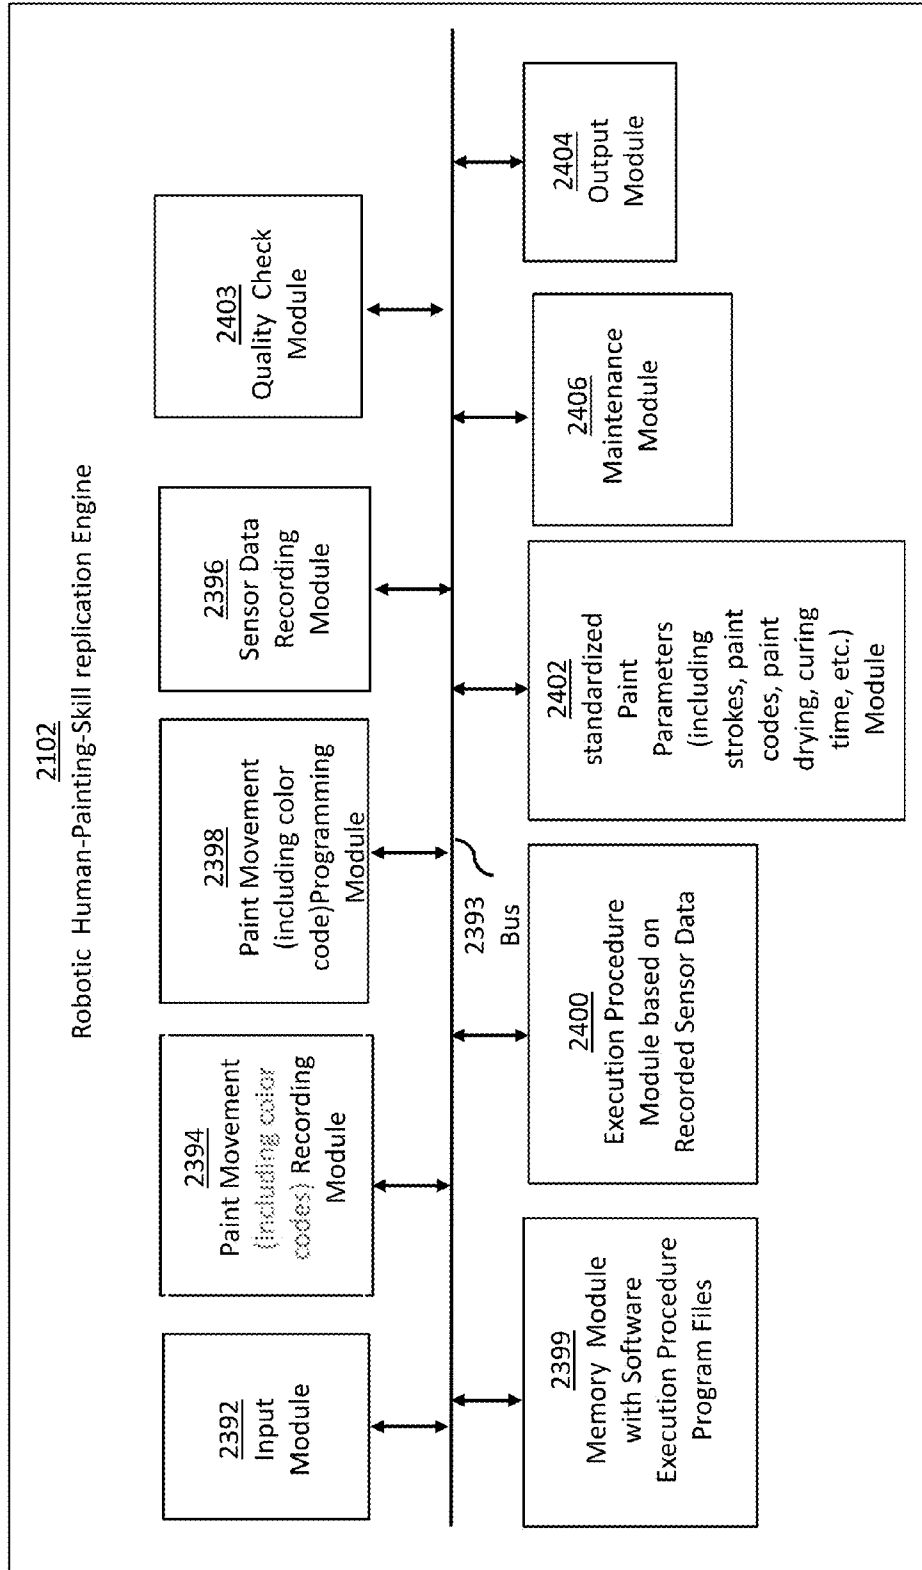 2102
Robotic Human-Painting-Skill replication Engine
2392
Input
Module
2394
Paint Movement
(including color
codes) Recording
Module
2398
Paint Movement
(including color
code)Programming
Module
2396
Sensor Data
Recording
Module
2403
Quality Check
Module
2393
Bus
2399
Memory Module
with Software
Execution Procedure
Program Files
2400
Execution Procedure
Module based on
Recorded Sensor Data
2402
standardized
Paint
Parameters
(including
strokes, paint
codes, paint
drying, curing
time, etc.)
Module
2406
Maintenance
Module
2404
Output
Module